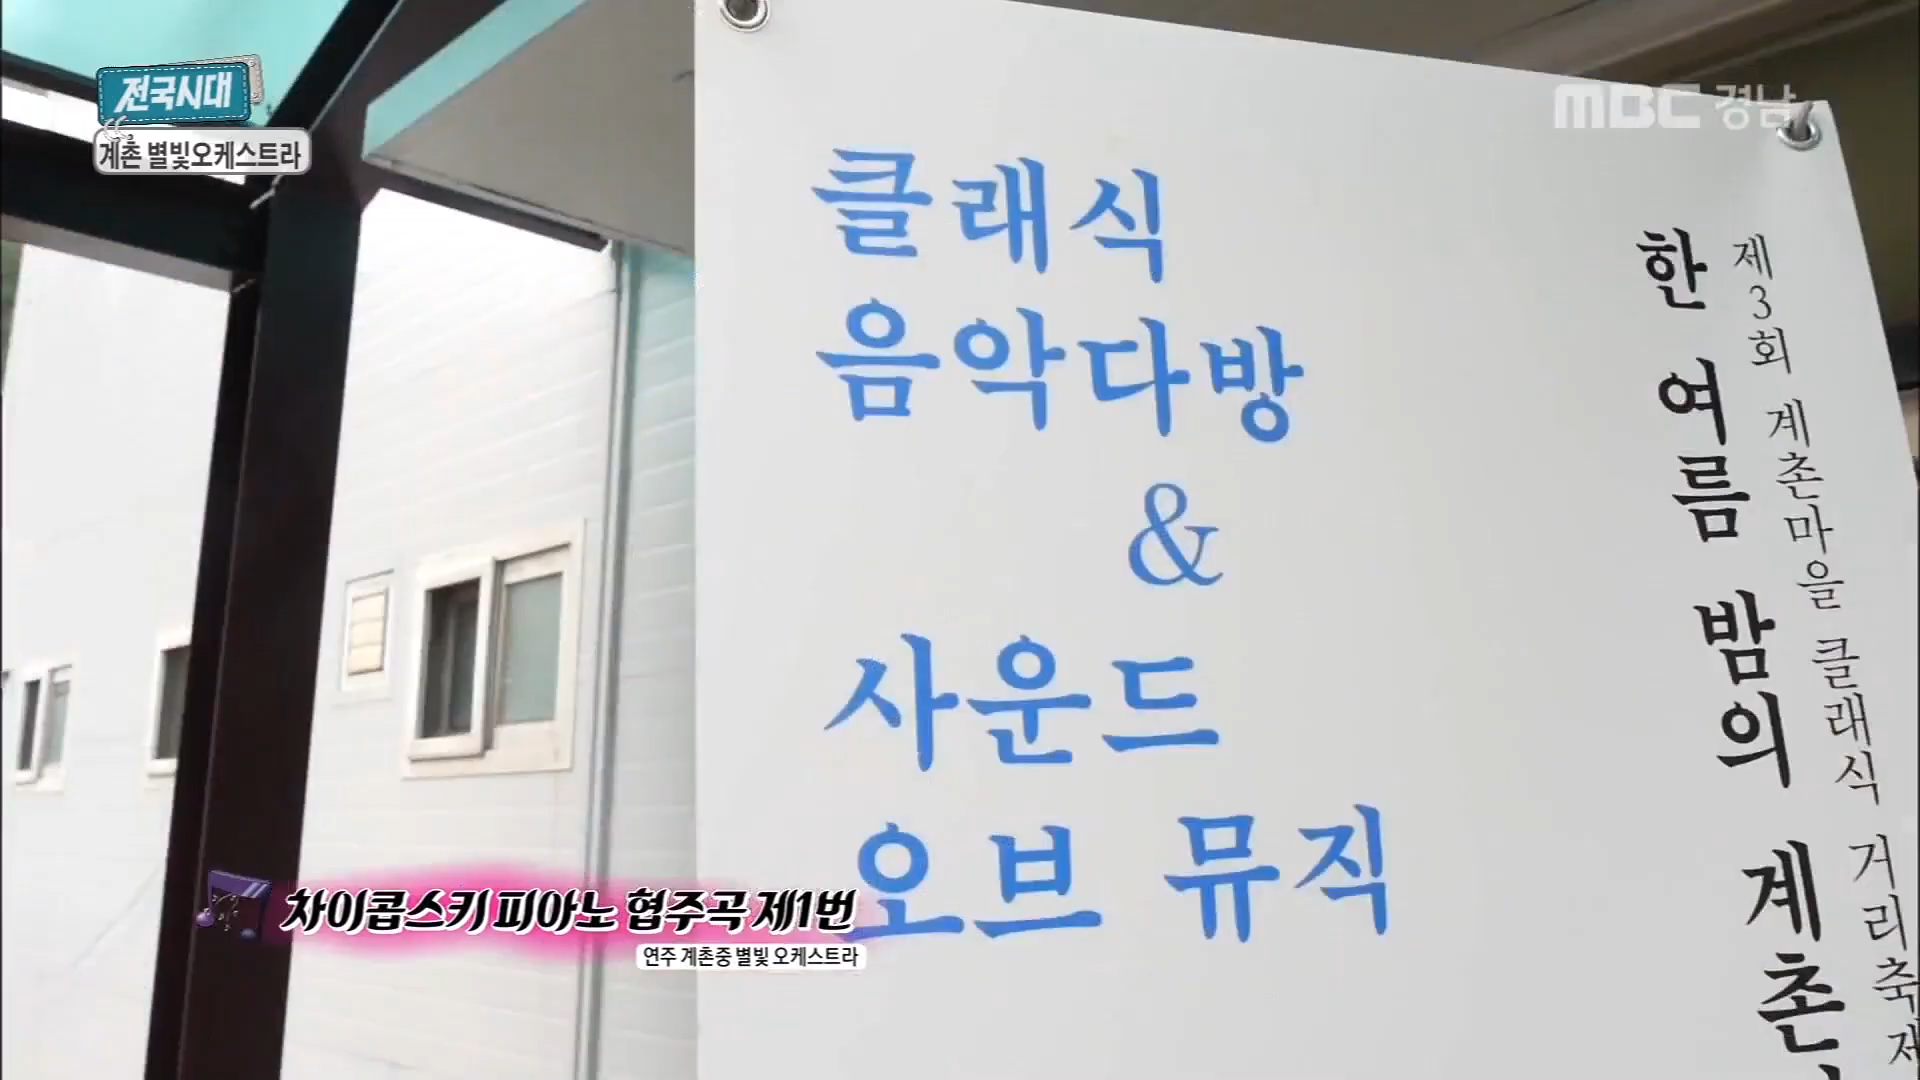 전국시대
계촌 별빛오케스트라
MBC 경남
클래식
음악다방
&
사운드
오브 뮤직
제3회 계촌마을 클래식 거리축제
한 여름 밤의 계촌
차이콥스키 피아노 협주곡 제1번
연주 계촌중 별빛 오케스트라